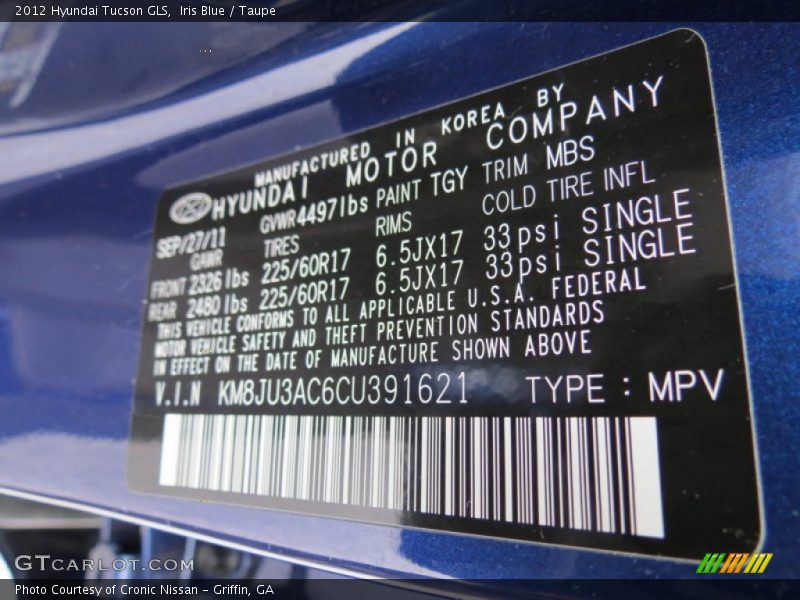 2012 Hyundai Tucson GLS,  Iris Blue / Taupe
MANUFACTURED IN KOREA BY
HYUNDAI MOTOR COMPANY
SEP/27/11 GVWR 4497lbs PAINT TGY TRIM MBS
GAWR TIRES RIMS COLD TIRE INFL
FRONT 2326 lbs 225/60R17 6.5JX17 33psi SINGLE
REAR 2480 lbs 225/60R17 6.5JX17 33psi SINGLE
THIS VEHICLE CONFORMS TO ALL APPLICABLE U.S.A. FEDERAL
MOTOR VEHICLE SAFETY AND THEFT PREVENTION STANDARDS
IN EFFECT ON THE DATE OF MANUFACTURE SHOWN ABOVE
V.I.N KM8JU3AC6CU391621 TYPE : MPV
GTCARLOT.COM
Photo Courtesy of Cronic Nissan - Griffin, GA